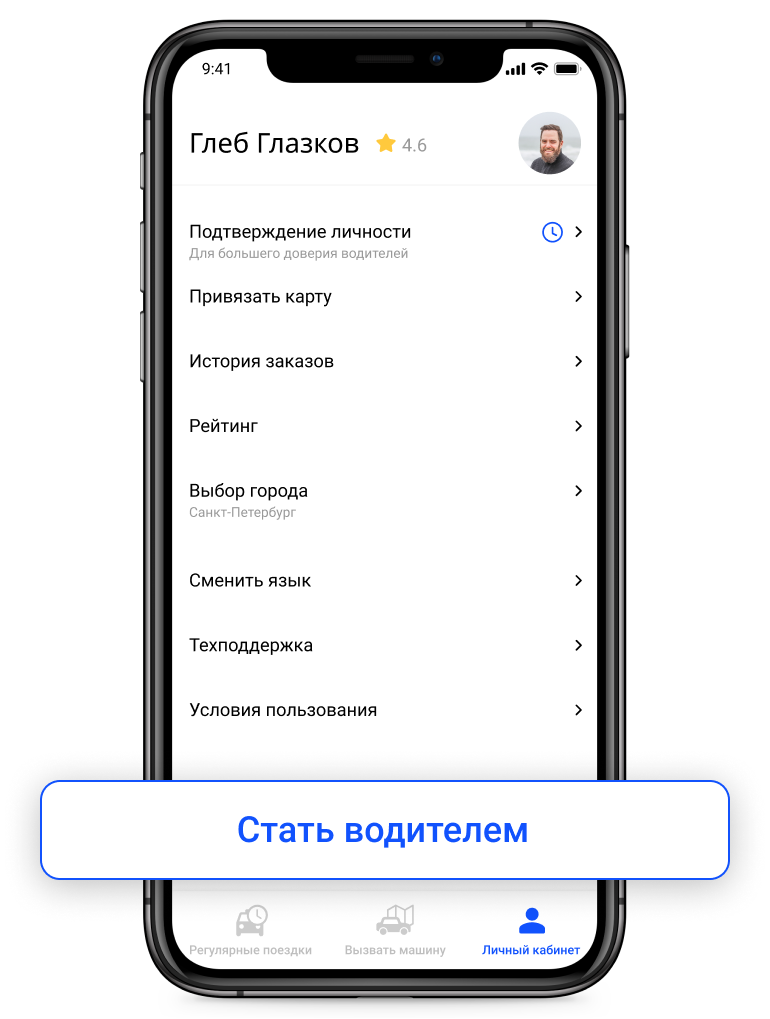 9:41
Глеб Глазков 4.6
Подтверждение личности
Для большего доверия водителей
Привязать карту
История заказов
Рейтинг
Выбор города
Санкт-Петербург
Сменить язык
Техподдержка
Условия пользования
Стать водителем
Регулярные поездки Вызвать машину Личный кабинет